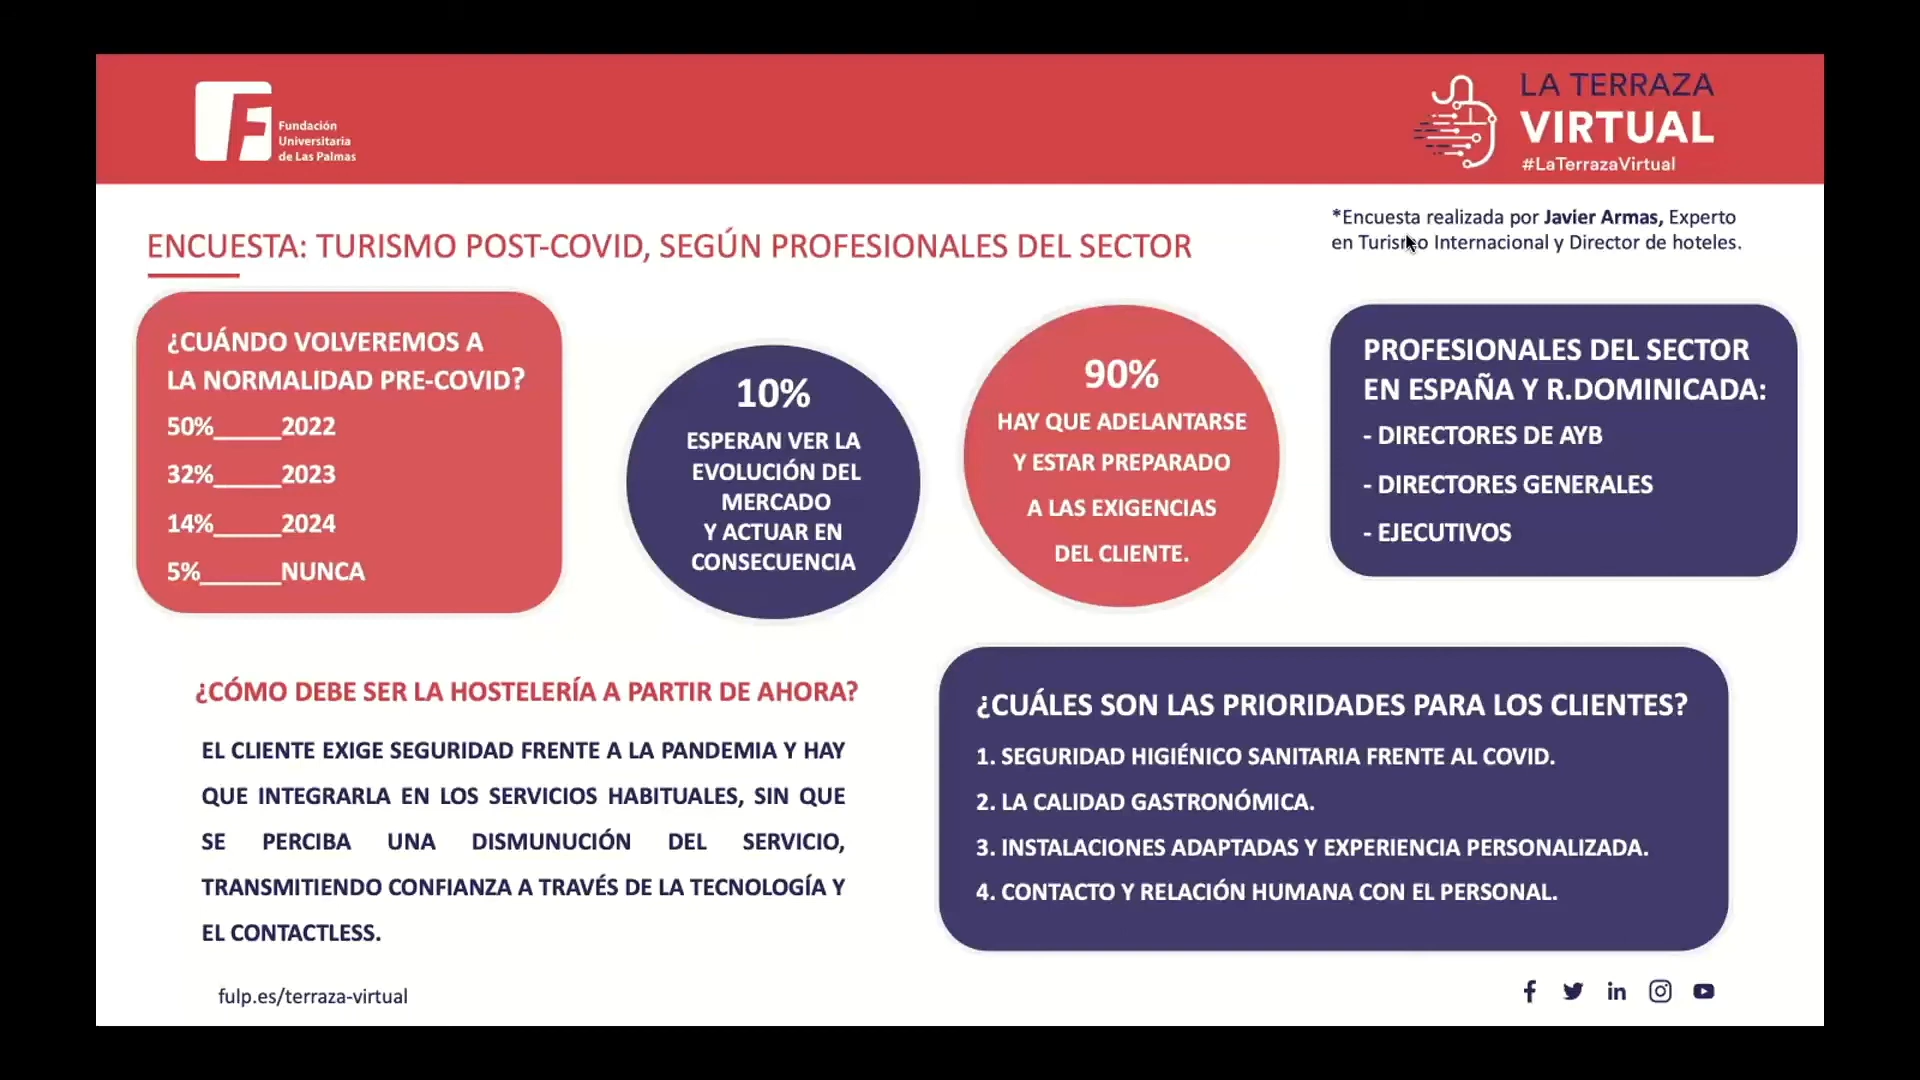 Fundación
Universitaria
de Las Palmas
LA TERRAZA
VIRTUAL
#LaTerrazaVirtual
*Encuesta realizada por Javier Armas, Experto
en Turismo Internacional y Director de hoteles.
ENCUESTA: TURISMO POST-COVID, SEGÚN PROFESIONALES DEL SECTOR
¿CUÁNDO VOLVEREMOS A
LA NORMALIDAD PRE-COVID?
50%_____2022
32%_____2023
14%_____2024
5%______NUNCA
10%
ESPERAN VER LA
EVOLUCIÓN DEL
MERCADO
Y ACTUAR EN
CONSECUENCIA
90%
HAY QUE ADELANTARSE
Y ESTAR PREPARADO
A LAS EXIGENCIAS
DEL CLIENTE.
PROFESIONALES DEL SECTOR
EN ESPAÑA Y R.DOMINICADA:
- DIRECTORES DE AYB
- DIRECTORES GENERALES
- EJECUTIVOS
¿CÓMO DEBE SER LA HOSTELERÍA A PARTIR DE AHORA?
EL CLIENTE EXIGE SEGURIDAD FRENTE A LA PANDEMIA Y HAY
QUE INTEGRARLA EN LOS SERVICIOS HABITUALES, SIN QUE
SE PERCIBA UNA DISMUNUCIÓN DEL SERVICIO,
TRANSMITIENDO CONFIANZA A TRAVÉS DE LA TECNOLOGÍA Y
EL CONTACTLESS.
¿CUÁLES SON LAS PRIORIDADES PARA LOS CLIENTES?
1. SEGURIDAD HIGIÉNICO SANITARIA FRENTE AL COVID.
2. LA CALIDAD GASTRONÓMICA.
3. INSTALACIONES ADAPTADAS Y EXPERIENCIA PERSONALIZADA.
4. CONTACTO Y RELACIÓN HUMANA CON EL PERSONAL.
fulp.es/terraza-virtual